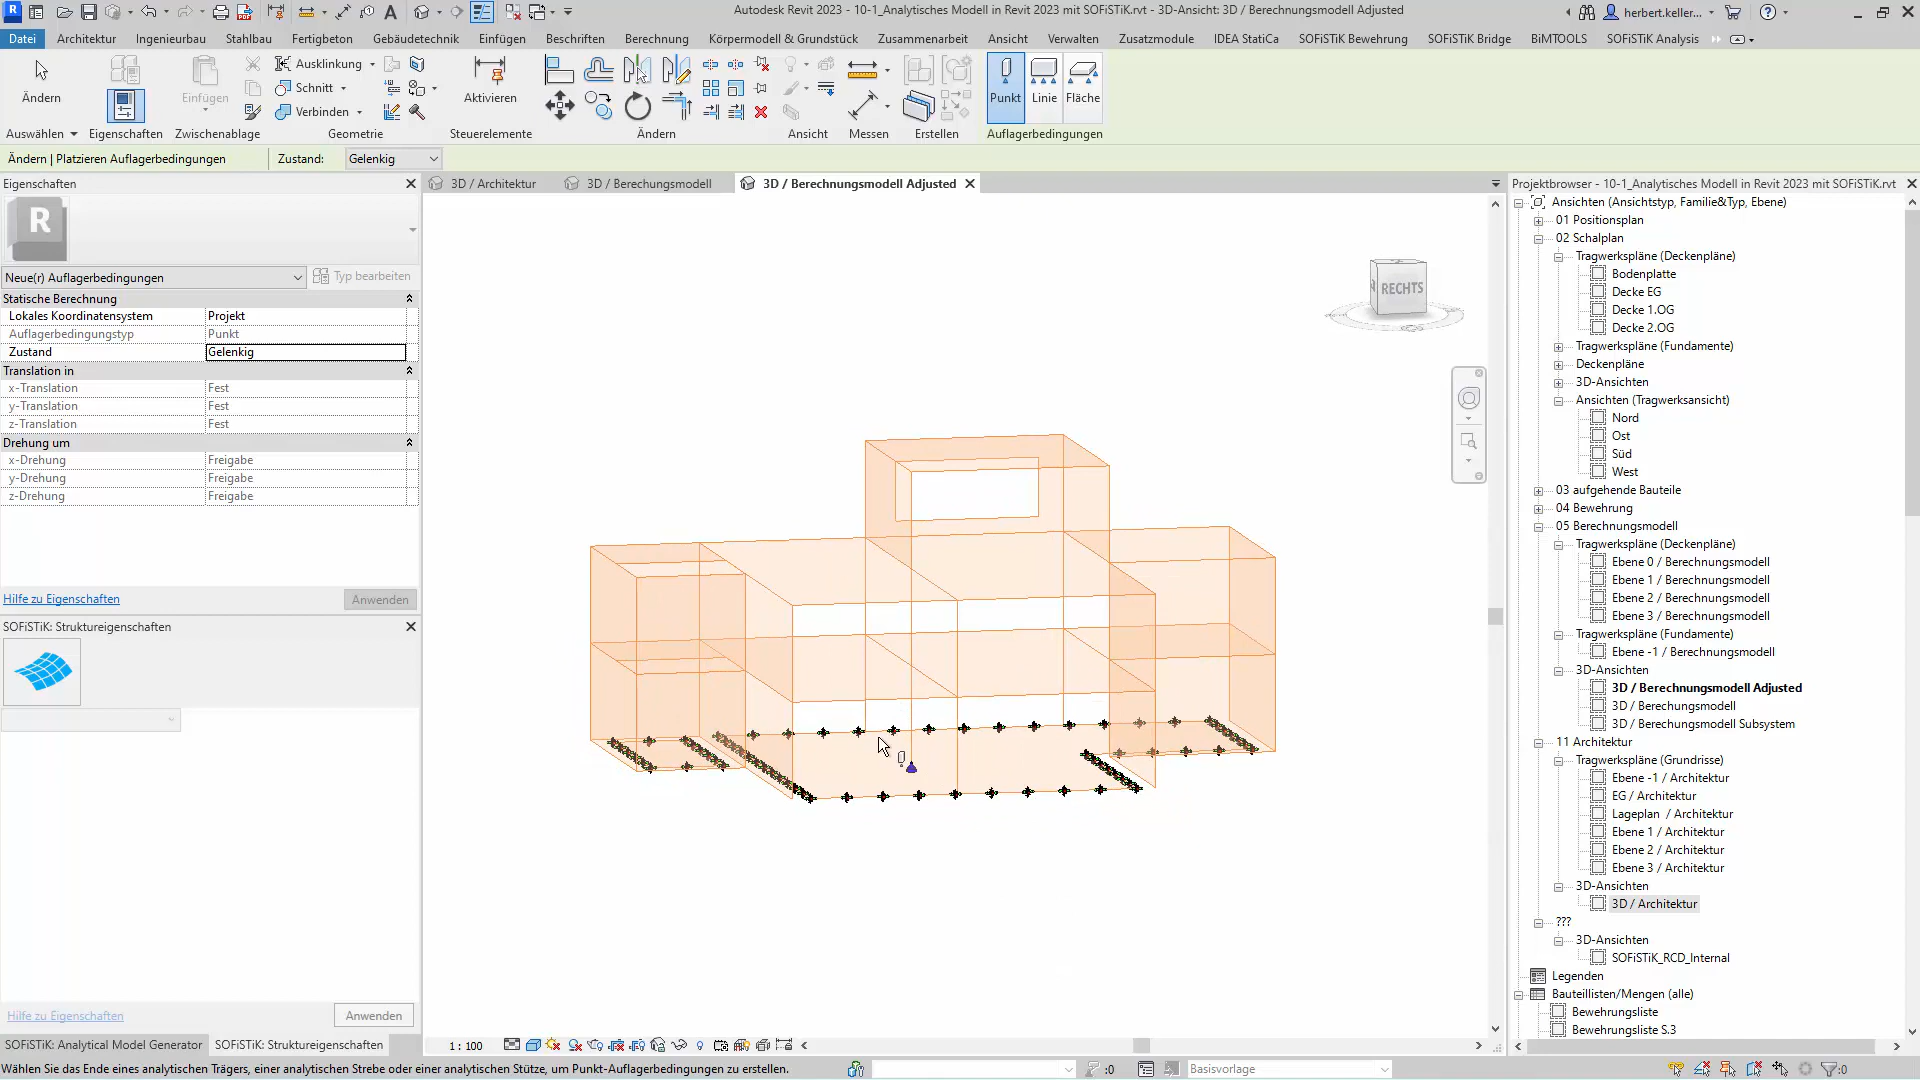 Autodesk Revit 2023 - 10-1_Analytisches Modell in Revit 2023 mit SOFiSTiK.rvt - 3D-Ansicht: 3D / Berechnungsmodell Adjusted
herbert.keller...
Datei Architektur Ingenieurbau Stahlbau Fertigbeton Gebäudetechnik Einfügen Beschriften Berechnung Körpermodell & Grundstück Zusammenarbeit Ansicht Verwalten Zusatzmodule IDEA StatiCa SOFiSTiK Bewehrung SOFiSTiK Bridge BiMTOOLS SOFiSTiK Analysis
Ausklinkung
Schnitt
Verbinden
Ändern
Einfügen
Aktivieren
Punkt Linie Fläche
Auswählen Eigenschaften Zwischenablage Geometrie Steuerelemente Ändern Ansicht Messen Erstellen Auflagerbedingungen
Ändern | Platzieren Auflagerbedingungen Zustand: Gelenkig
Eigenschaften
R
Neue(r) Auflagerbedingungen Typ bearbeiten
Statische Berechnung
Lokales Koordinatensystem Projekt
Auflagerbedingungstyp Punkt
Zustand Gelenkig
Translation in
x-Translation Fest
y-Translation Fest
z-Translation Fest
Drehung um
x-Drehung Freigabe
y-Drehung Freigabe
z-Drehung Freigabe
Hilfe zu Eigenschaften Anwenden
SOFiSTiK: Struktureigenschaften
Hilfe zu Eigenschaften Anwenden
SOFiSTiK: Analytical Model Generator SOFiSTiK: Struktureigenschaften
3D / Architektur 3D / Berechungsmodell 3D / Berechnungsmodell Adjusted
RECHTS
1 : 100
Projektbrowser - 10-1_Analytisches Modell in Revit 2023 mit SOFiSTiK.rvt
Ansichten (Ansichtstyp, Familie&Typ, Ebene)
01 Positionsplan
02 Schalplan
Tragwerkspläne (Deckenpläne)
Bodenplatte
Decke EG
Decke 1.OG
Decke 2.OG
Tragwerkspläne (Fundamente)
Deckenpläne
3D-Ansichten
Ansichten (Tragwerksansicht)
Nord
Ost
Süd
West
03 aufgehende Bauteile
04 Bewehrung
05 Berechnungsmodell
Tragwerkspläne (Deckenpläne)
Ebene 0 / Berechnungsmodell
Ebene 1 / Berechnungsmodell
Ebene 2 / Berechnungsmodell
Ebene 3 / Berechnungsmodell
Tragwerkspläne (Fundamente)
Ebene -1 / Berechnungsmodell
3D-Ansichten
3D / Berechnungsmodell Adjusted
3D / Berechungsmodell
3D / Berechungsmodell Subsystem
11 Architektur
Tragwerkspläne (Grundrisse)
Ebene -1 / Architektur
EG / Architektur
Lageplan / Architektur
Ebene 1 / Architektur
Ebene 2 / Architektur
Ebene 3 / Architektur
3D-Ansichten
3D / Architektur
???
3D-Ansichten
SOFiSTiK_RCD_Internal
Legenden
Bauteillisten/Mengen (alle)
Bewehrungsliste
Bewehrungsliste S.3
Wählen Sie das Ende eines analytischen Trägers, einer analytischen Strebe oder einer analytischen Stütze, um Punkt-Auflagerbedingungen zu erstellen. :0 Basisvorlage :0